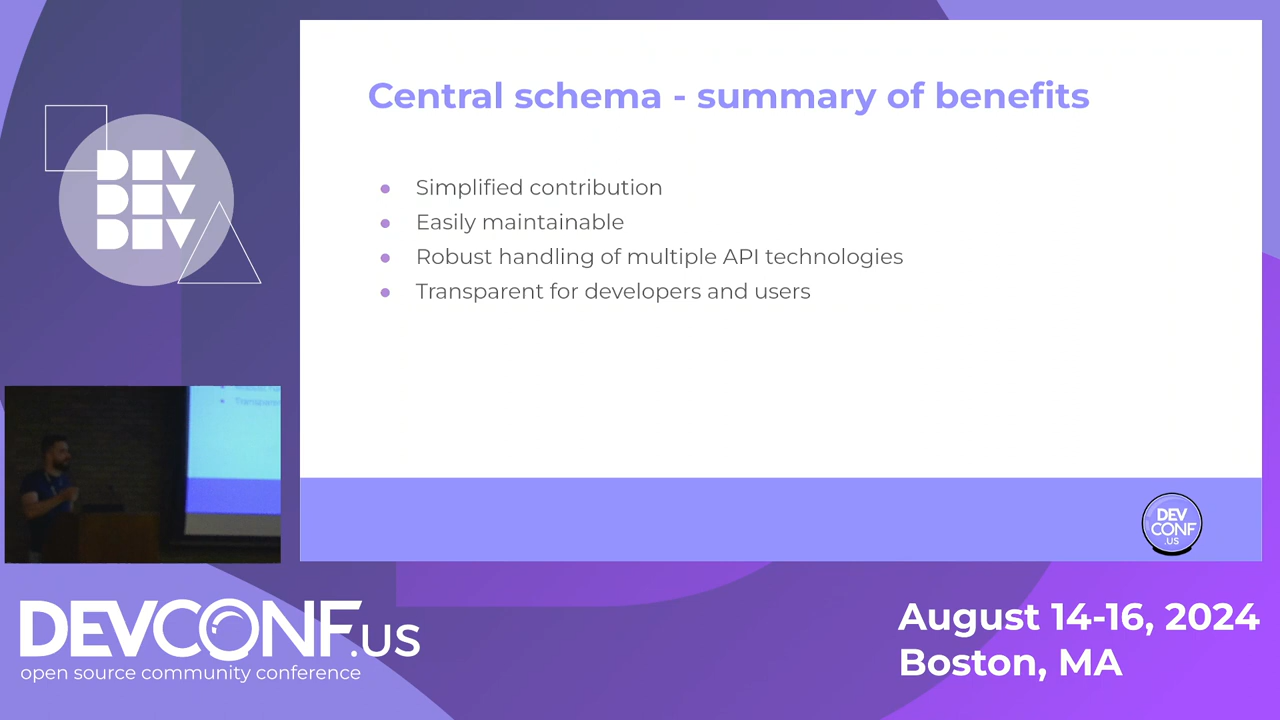 Central schema - summary of benefits
Simplified contribution
Easily maintainable
Robust handling of multiple API technologies
Transparent for developers and users
DEV
CONF
.US
DEV
DEV
DEV
Transparen
DEVCONF.US
open source community conference
August 14-16, 2024
Boston, MA